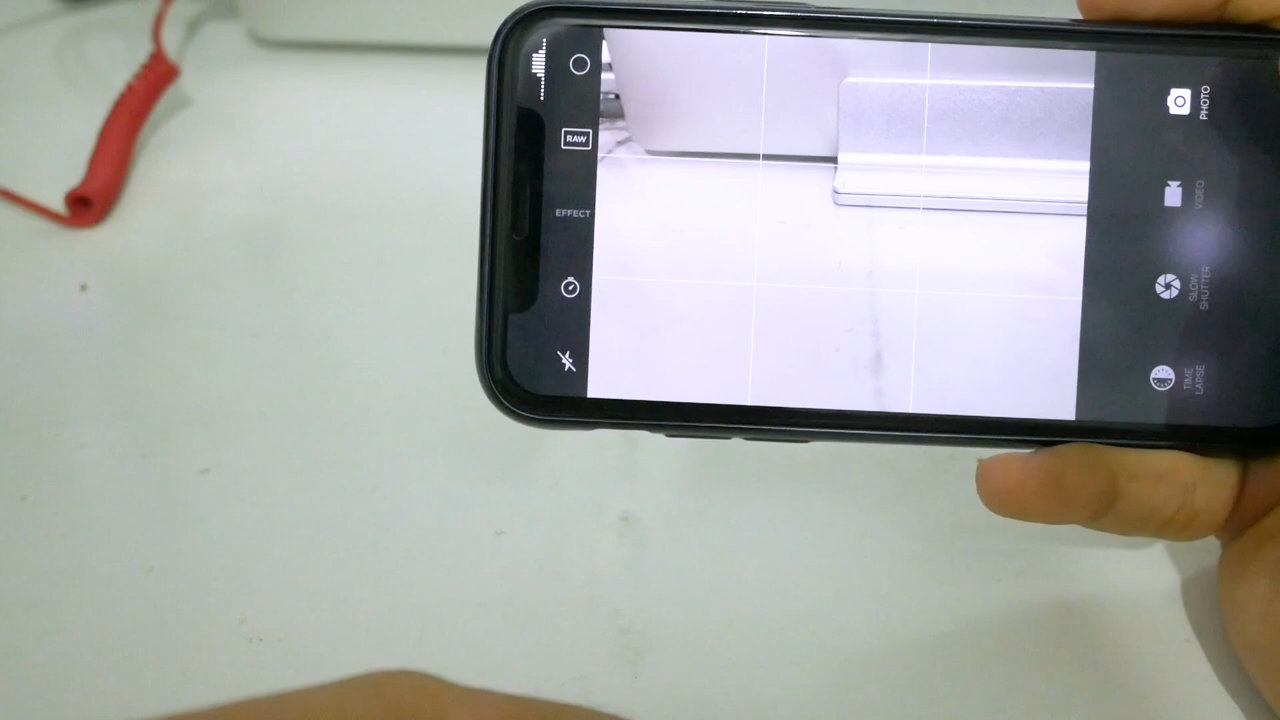 RAW
EFFECT
PHOTO
VIDEO
SLOW
SHUTTER
TIME
LAPSE